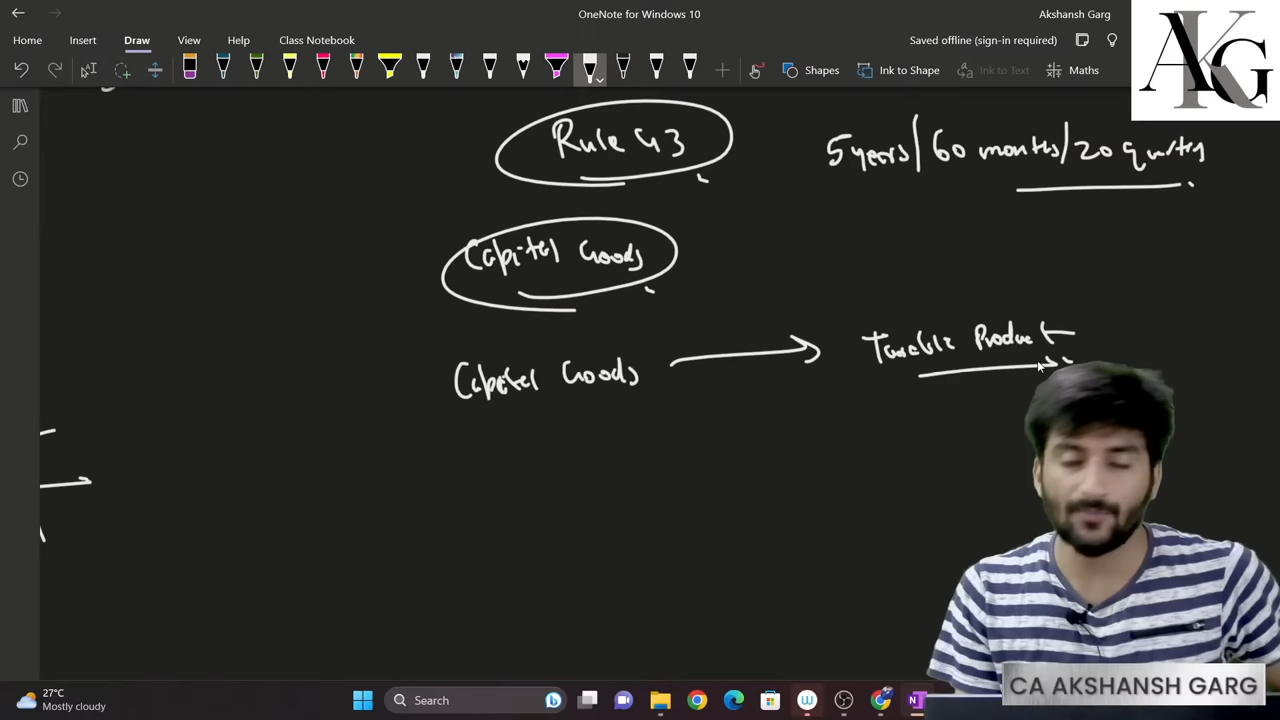 OneNote for Windows 10
Akshansh Garg
Home Insert Draw View Help Class Notebook
Saved offline (sign-in required)
Shapes Ink to Shape Ink to Text Maths
AKG
Rule 43
5 years/60 months/20
Capital Goods
Capital Goods
Taxable Product
CA AKSHANSH GARG
27°C
Mostly cloudy
Search